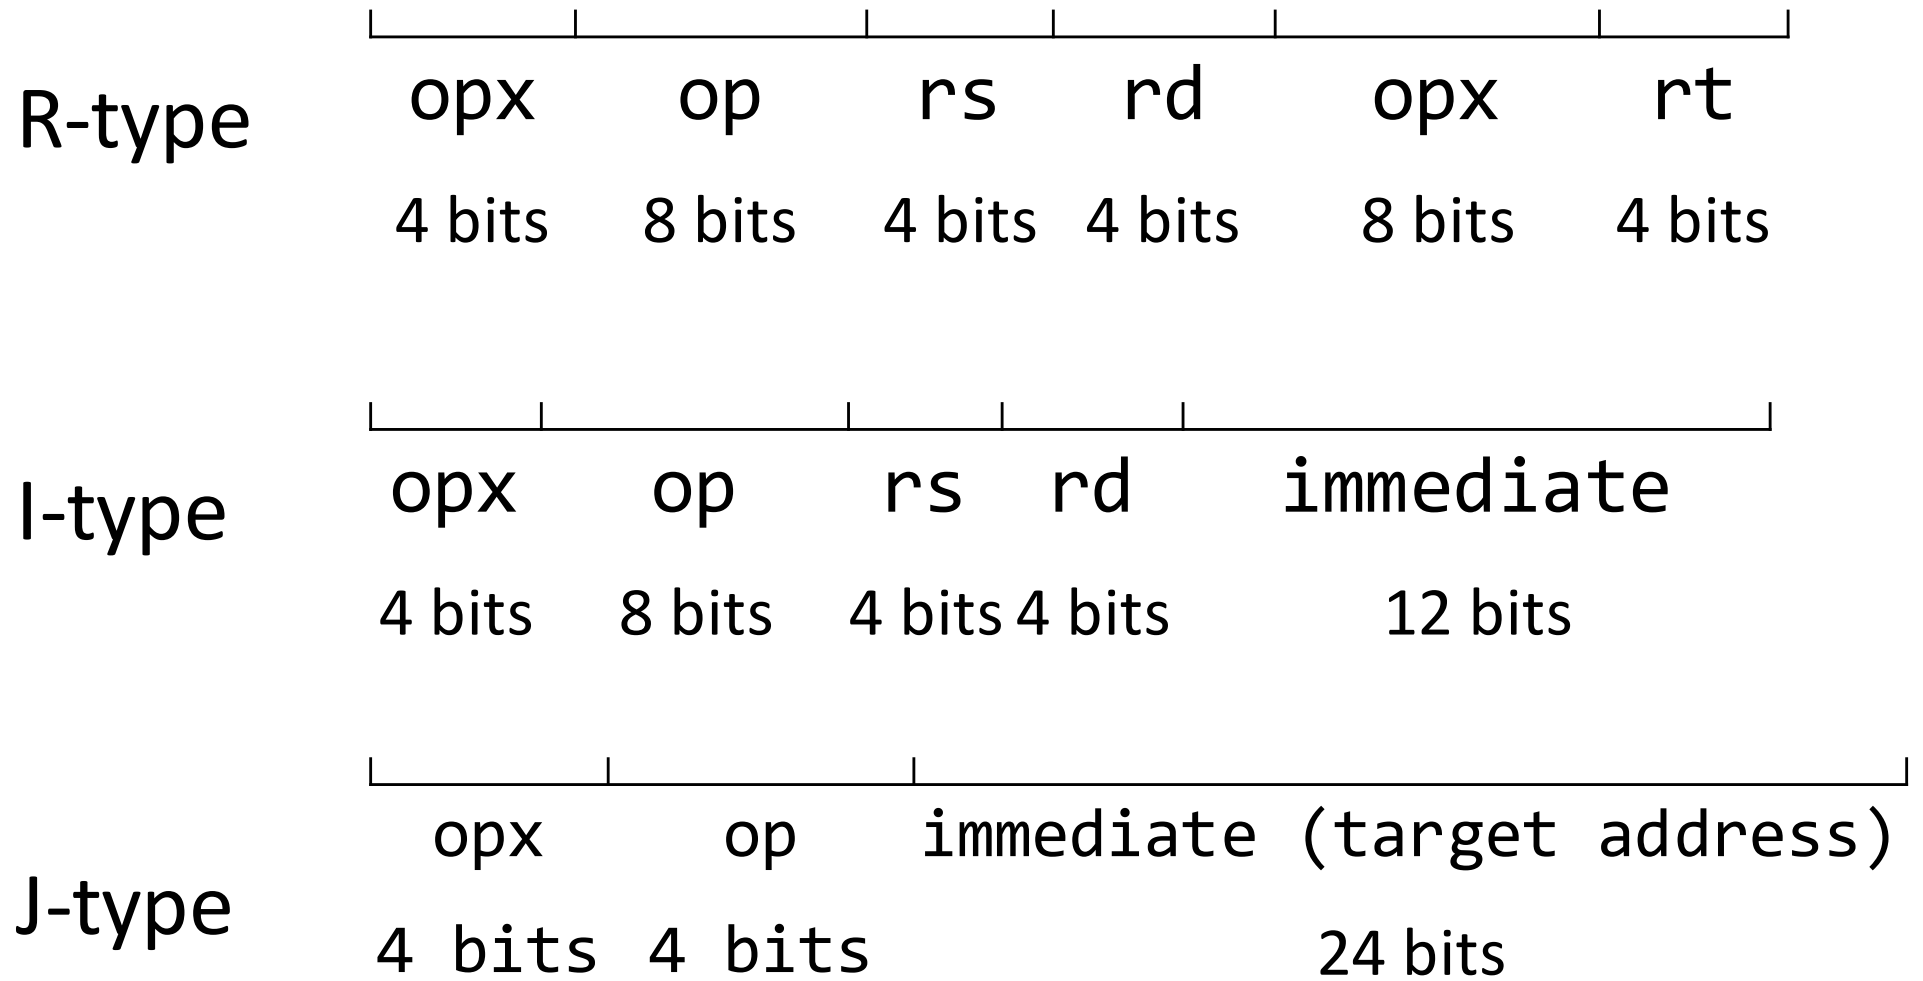 R-type opx op rs rd opx rt
4 bits 8 bits 4 bits 4 bits 8 bits 4 bits
I-type opx op rs rd immediate
4 bits 8 bits 4 bits 4 bits 12 bits
J-type opx op immediate (target address)
4 bits 4 bits 24 bits